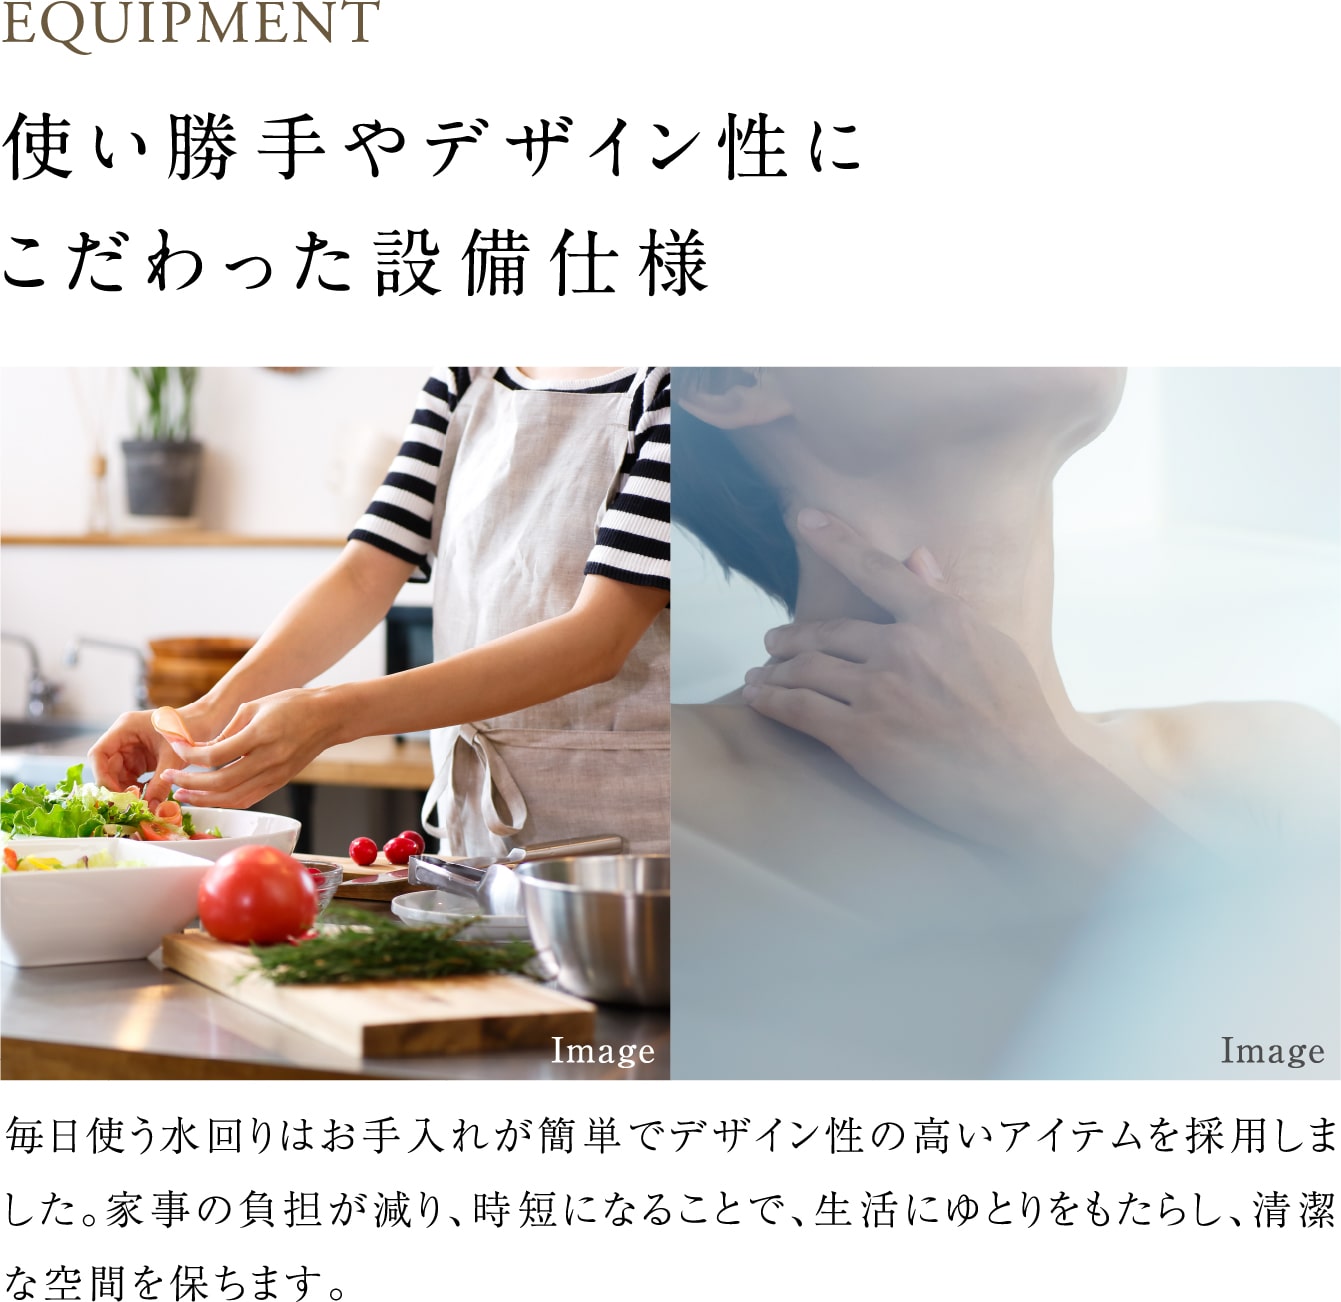 EQUIPMENT
使い勝手やデザイン性に
こだわった設備仕様
Image
Image
毎日使う水回りはお手入れが簡単でデザイン性の高いアイテムを採用しま
した。家事の負担が減り、時短になることで、生活にゆとりをもたらし、清潔
な空間を保ちます。